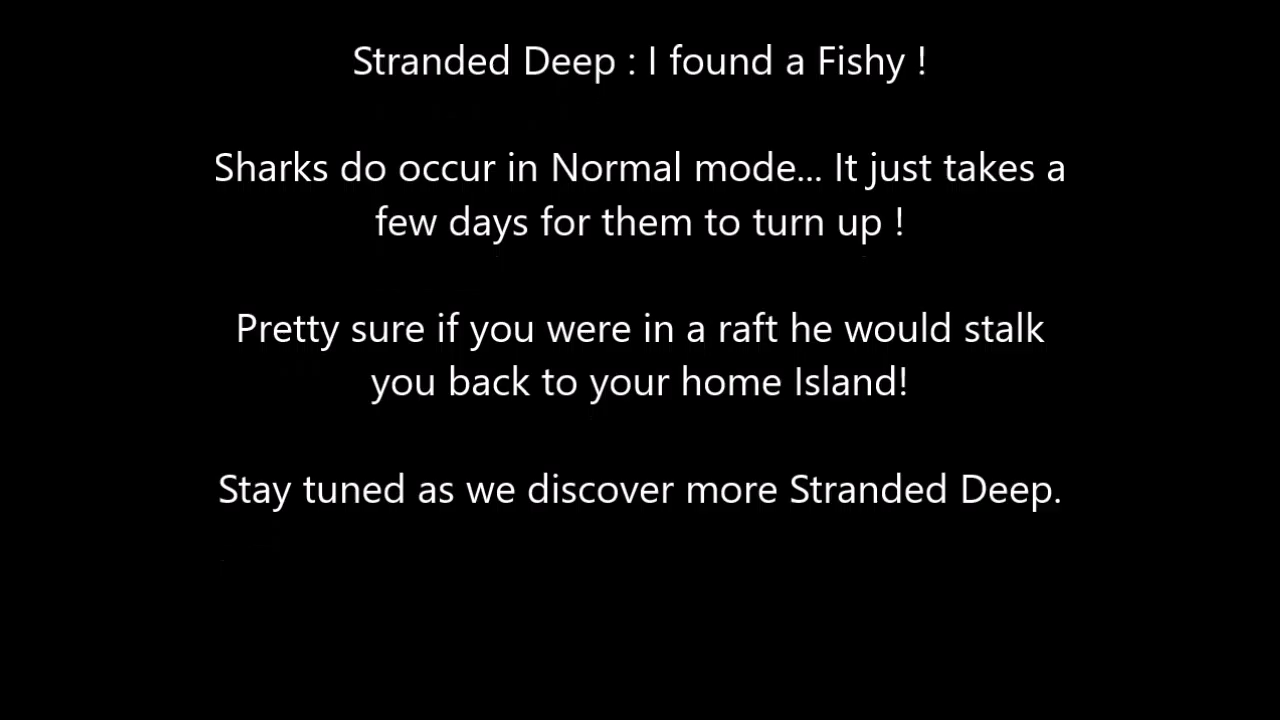 Stranded Deep : I found a Fishy !
Sharks do occur in Normal mode... It just takes a
few days for them to turn up !
Pretty sure if you were in a raft he would stalk
you back to your home Island!
Stay tuned as we discover more Stranded Deep.